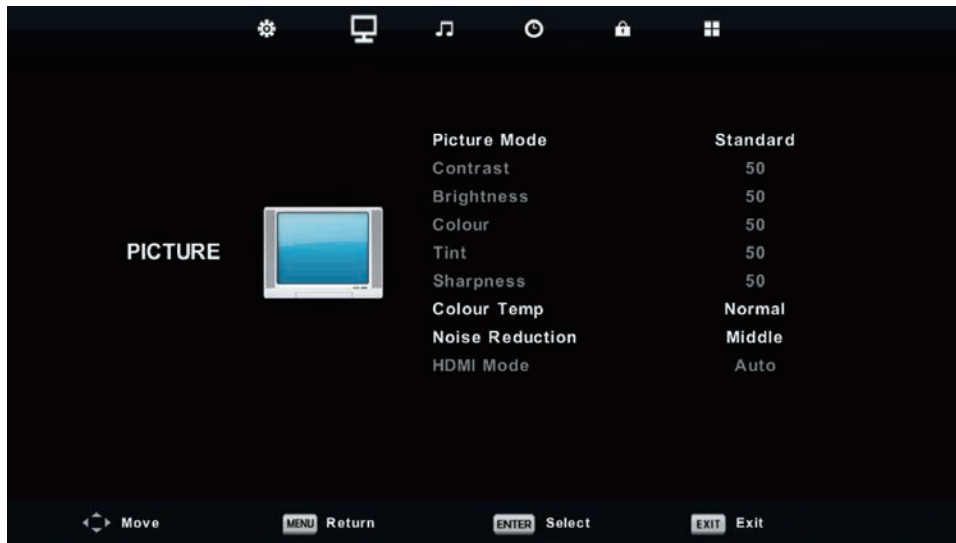 Picture Mode Standard
Contrast 50
Brightness 50
Colour 50
PICTURE
Tint 50
Sharpness 50
Colour Temp Normal
Noise Reduction Middle
HDMI Mode Auto
Move MENU Return ENTER Select EXIT Exit